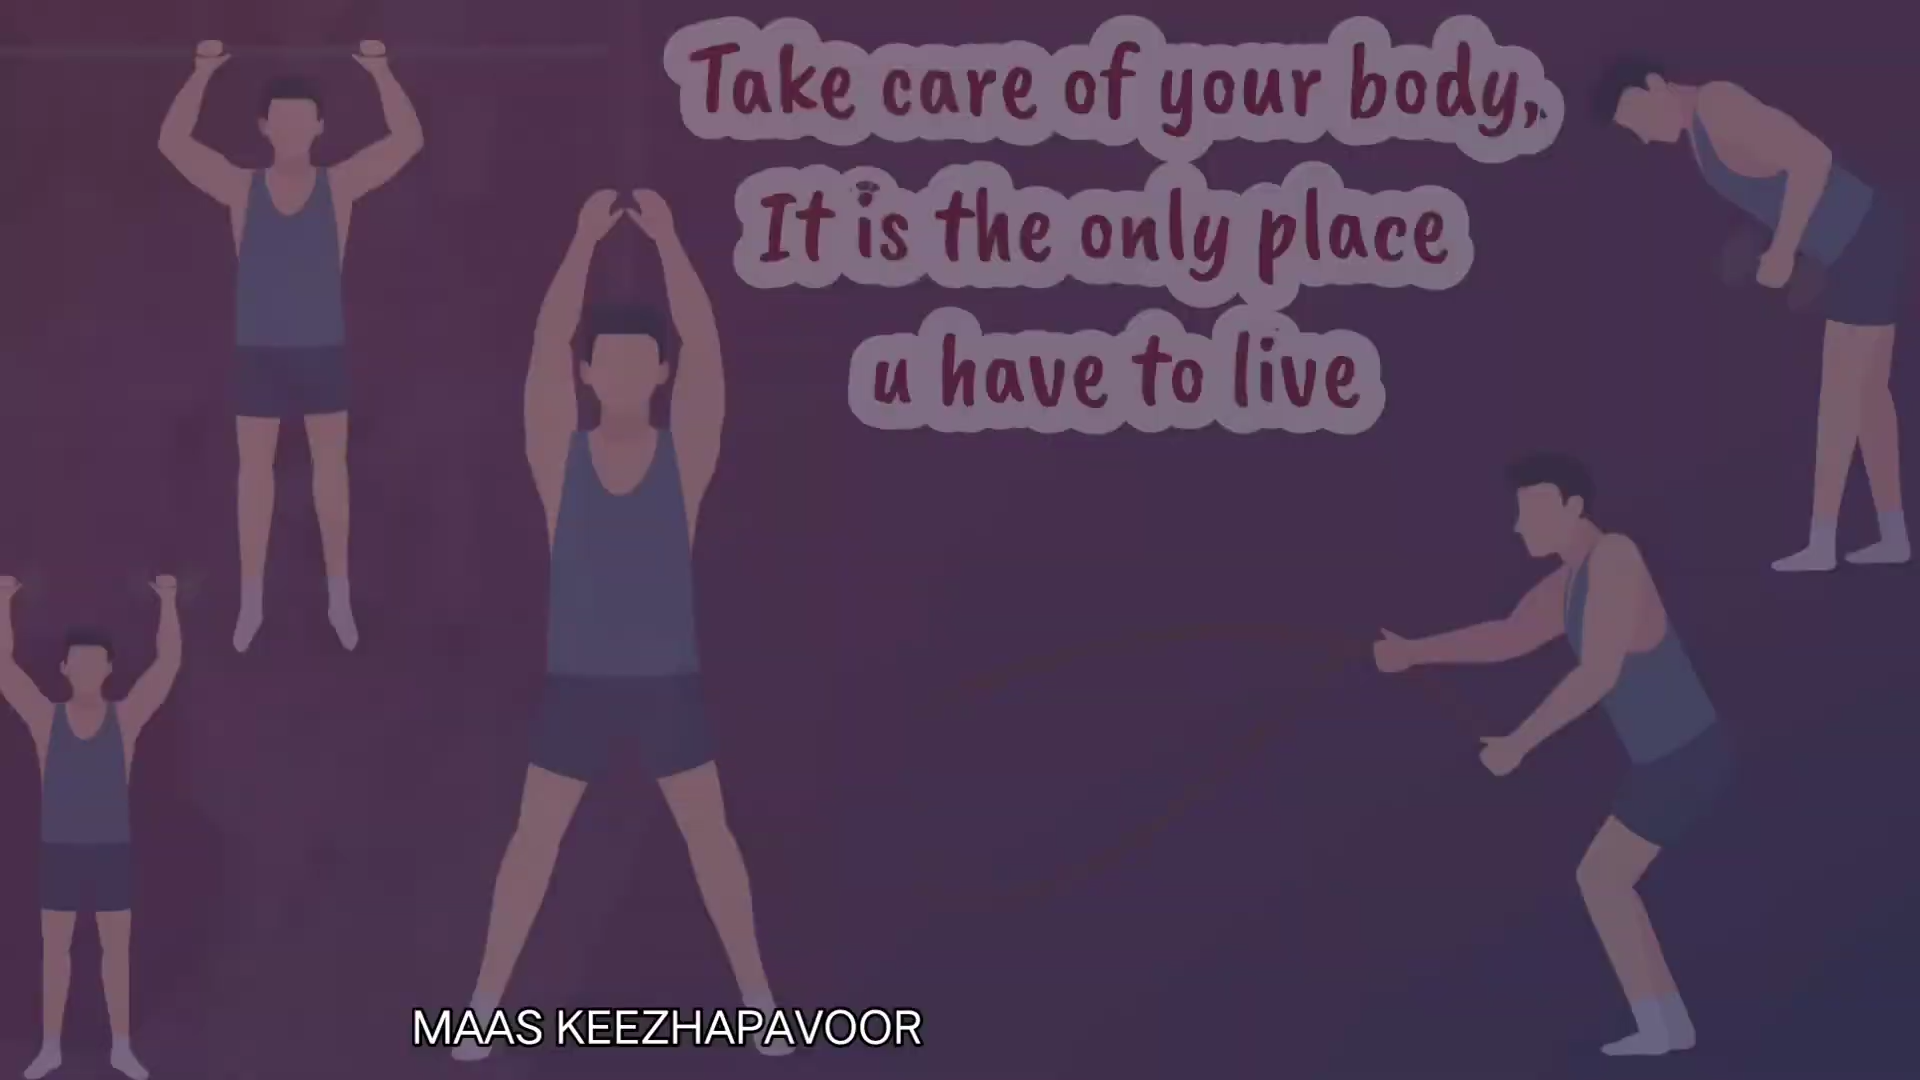 Take care of your body,
It is the only place
u have to live
MAAS KEEZHAPAVOOR